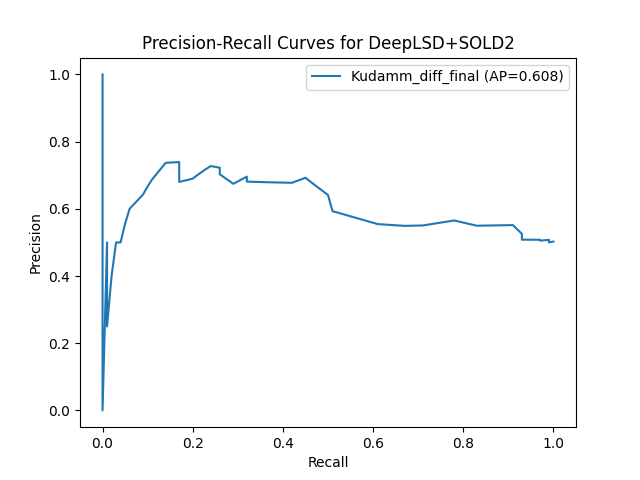 Precision-Recall Curves for DeepLSD+SOLD2
Kudamm_diff_final (AP=0.608)
1.0
0.8
0.6
0.4
0.2
0.0
Precision
0.0 0.2 0.4 0.6 0.8 1.0
Recall